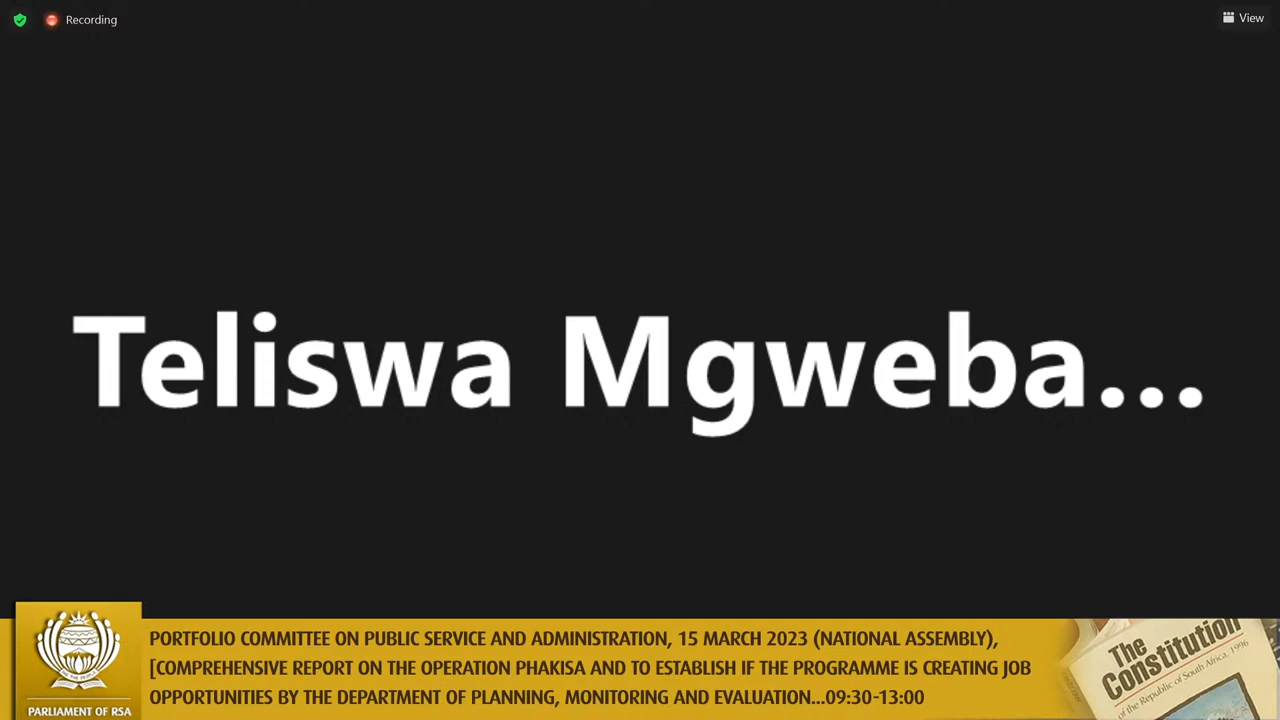 Recording
View
Teliswa Mgweba...
PORTFOLIO COMMITTEE ON PUBLIC SERVICE AND ADMINISTRATION, 15 MARCH 2023 (NATIONAL ASSEMBLY),
[COMPREHENSIVE REPORT ON THE OPERATION PHAKISA AND TO ESTABLISH IF THE PROGRAMME IS CREATING JOB
OPPORTUNITIES BY THE DEPARTMENT OF PLANNING, MONITORING AND EVALUATION...09:30-13:00
PARLIAMENT OF RSA
The
Constitution
of the Republic of South Africa, 1996